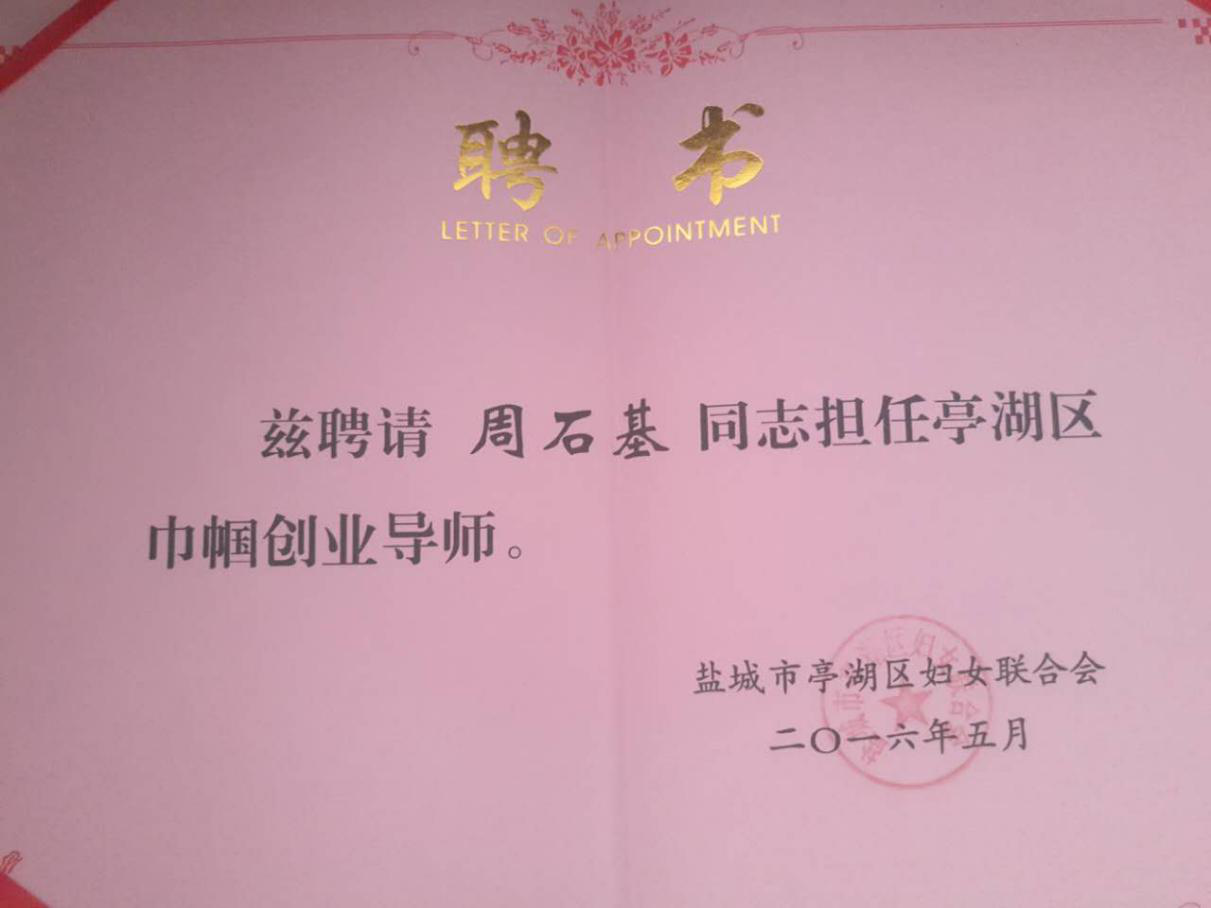 聘 书
LETTER OF APPOINTMENT
兹聘请 周石基 同志担任亭湖区
巾帼创业导师。
盐城市亭湖区妇女联合会
二〇一六年五月